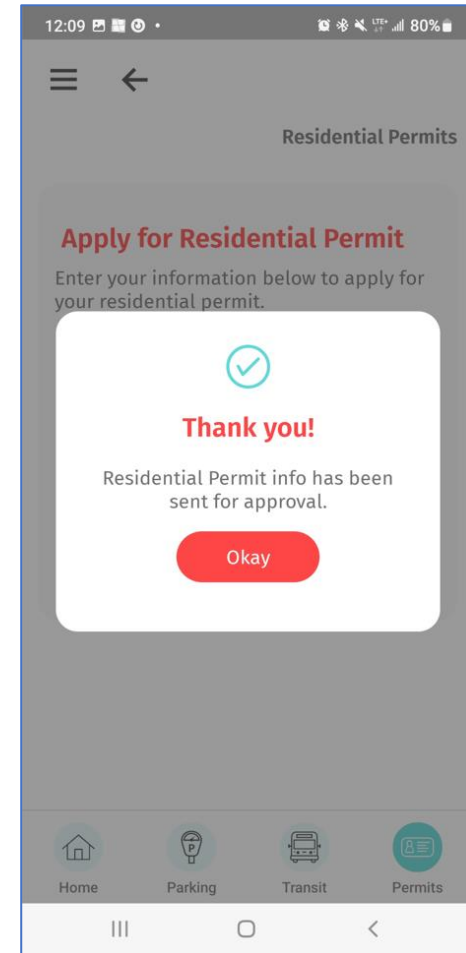 12:09 LTE+ 80%
Residential Permits
Apply for Residential Permit
Enter your information below to apply for
your residential permit.
Thank you!
Residential Permit info has been
sent for approval.
Okay
P
Home Parking Transit Permits